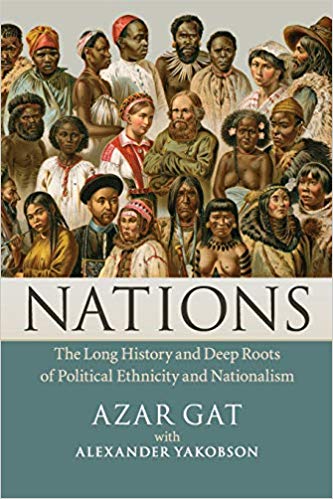 NATIONS
The Long History and Deep Roots
of Political Ethnicity and Nationalism
AZAR GAT
with
ALEXANDER YAKOBSON